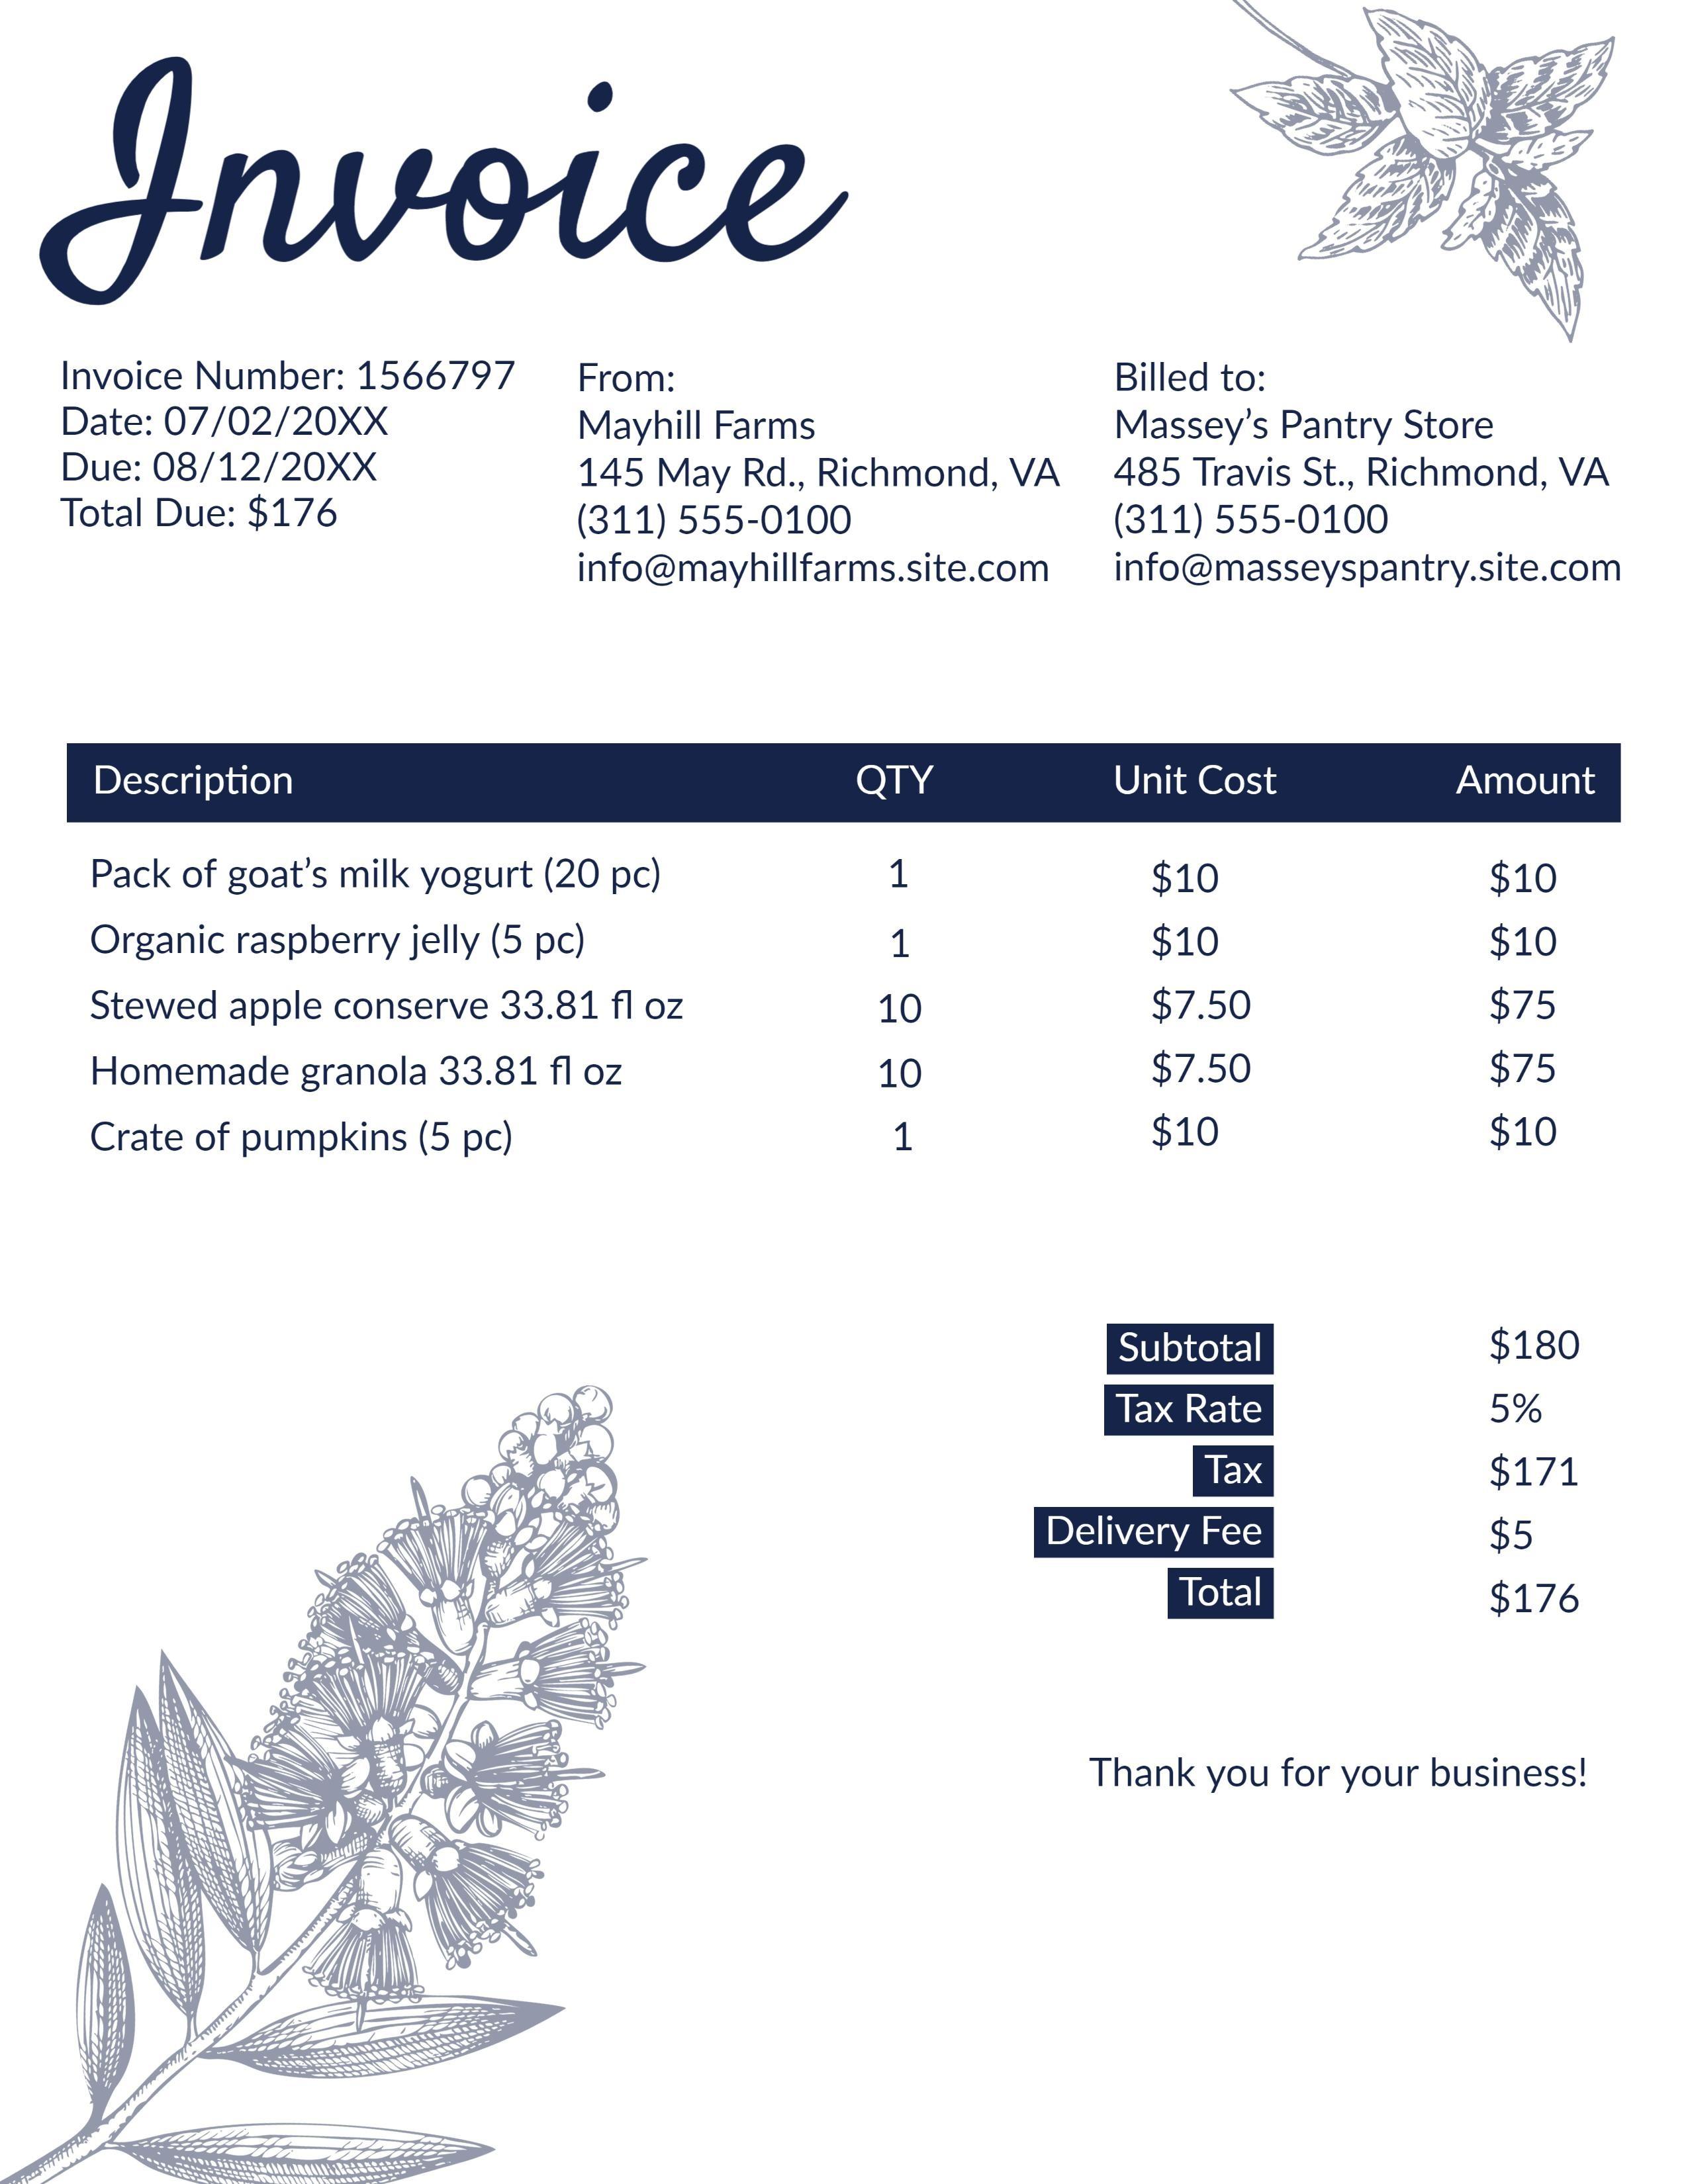 Invoice
Invoice Number: 1566797
Date: 07/02/20XX
Due: 08/12/20XX
Total Due: $176
From:
Mayhill Farms
145 May Rd., Richmond, VA
(311) 555-0100
info@mayhillfarms.site.com
Billed to:
Massey’s Pantry Store
485 Travis St., Richmond, VA
(311) 555-0100
info@masseyspantry.site.com
Description QTY Unit Cost Amount
Pack of goat’s milk yogurt (20 pc) 1 $10 $10
Organic raspberry jelly (5 pc) 1 $10 $10
Stewed apple conserve 33.81 fl oz 10 $7.50 $75
Homemade granola 33.81 fl oz 10 $7.50 $75
Crate of pumpkins (5 pc) 1 $10 $10
Subtotal $180
Tax Rate 5%
Tax $171
Delivery Fee $5
Total $176
Thank you for your business!